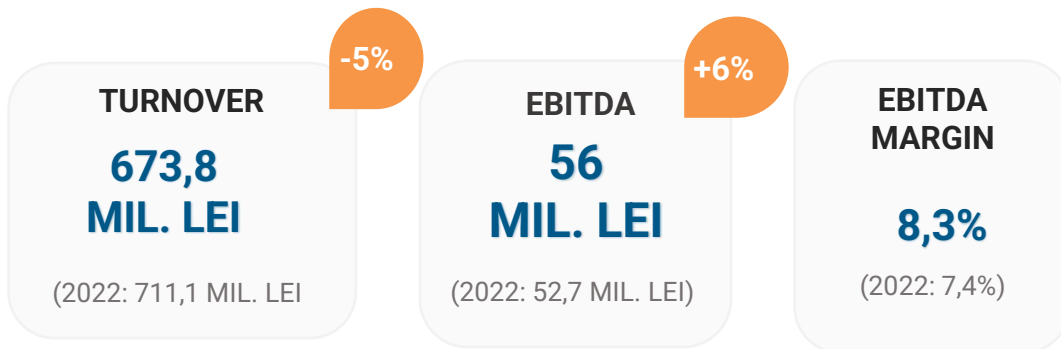 -5%
TURNOVER
673,8
MIL. LEI
(2022: 711,1 MIL. LEI
+6%
EBITDA
56
MIL. LEI
(2022: 52,7 MIL. LEI)
EBITDA
MARGIN
8,3%
(2022: 7,4%)